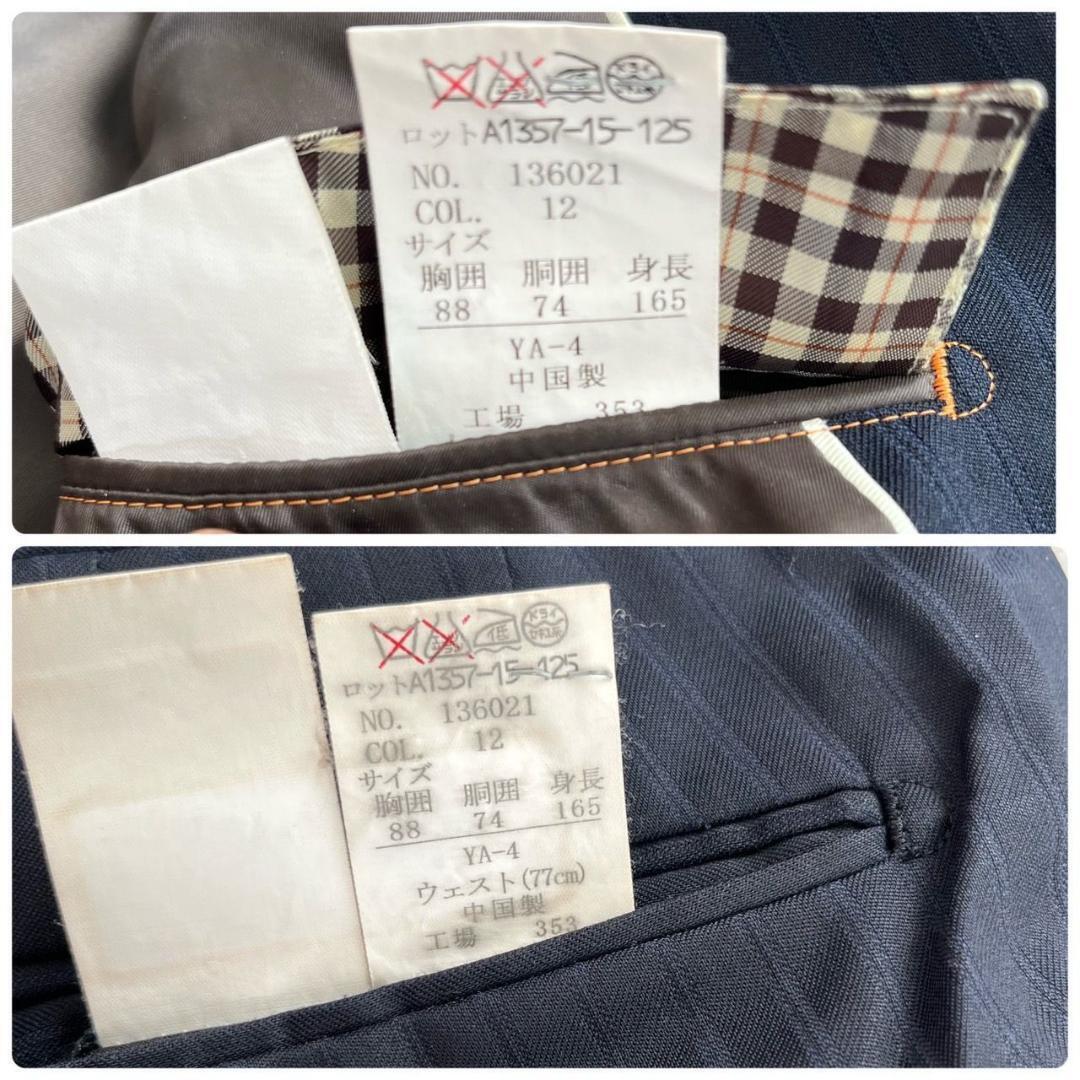 ロットA1357-15-125
NO. 136021
COL. 12
サイズ
胸囲 胴囲 身長
88 74 165
YA-4
中国製
工場 353
低
ドライ
ロットA1357-15-125
NO. 136021
COL. 12
サイズ
胸囲 胴囲 身長
88 74 165
YA-4
ウェスト(77cm)
中国製
工場 353